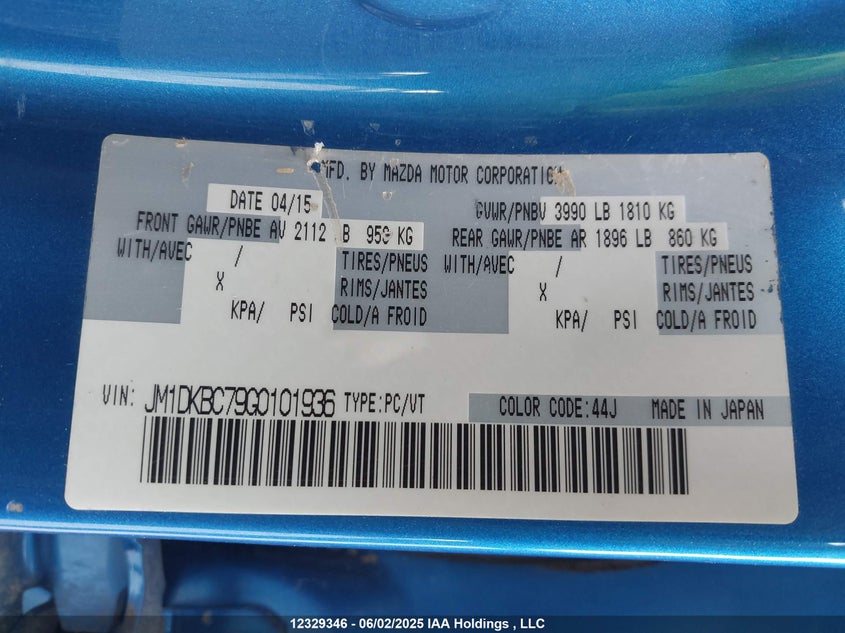 MFD. BY MAZDA MOTOR CORPORATION
DATE 04/15 GVWR/PNBV 3990 LB 1810 KG
FRONT GAWR/PNBE AV 2112 LB 959 KG REAR GAWR/PNBE AR 1896 LB 860 KG
WITH/AVEC / TIRES/PNEUS WITH/AVEC / TIRES/PNEUS
X RIMS/JANTES X RIMS/JANTES
KPA/ PSI COLD/A FROID KPA/ PSI COLD/A FROID
VIN: JM1DKBC79G0101936 TYPE:PC/VT COLOR CODE:44J MADE IN JAPAN
12329346 - 06/02/2025 IAA Holdings , LLC